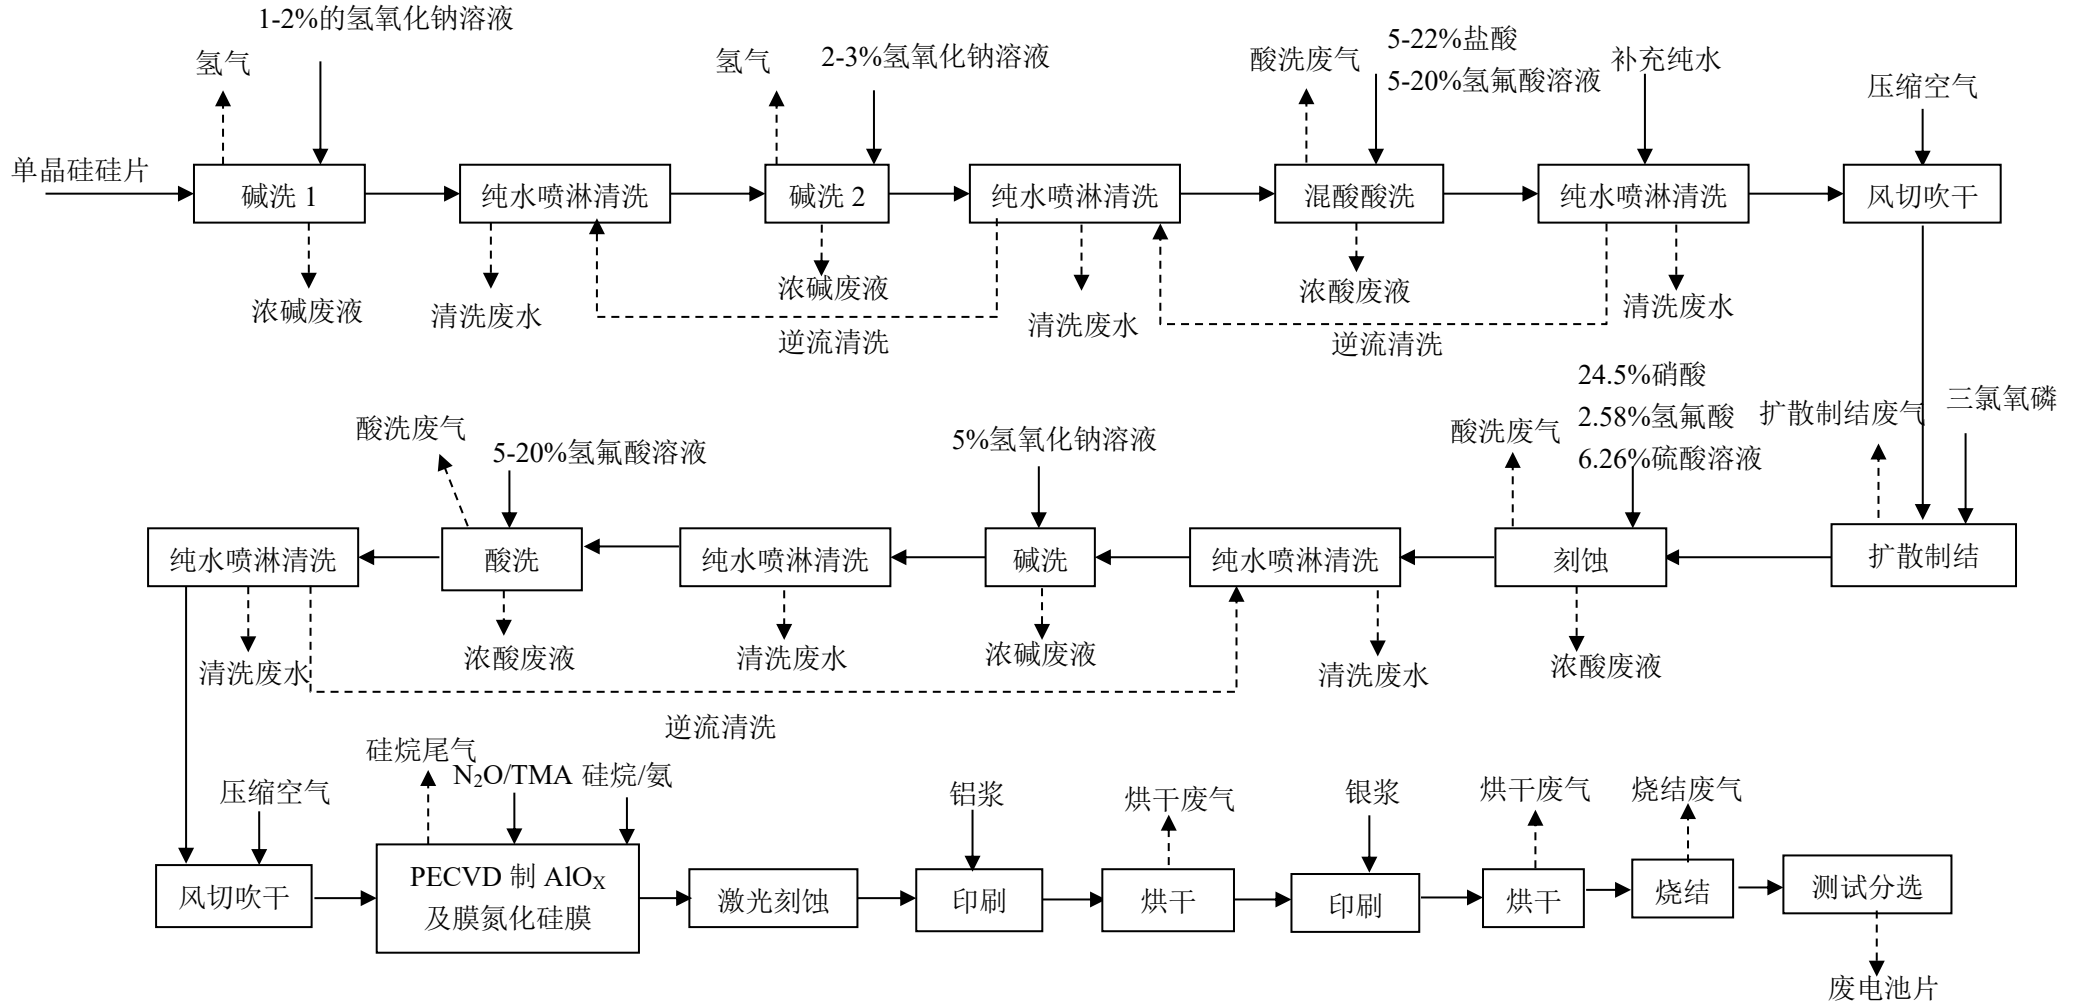 1-2%的氢氧化钠溶液
氢气
氢气
2-3%氢氧化钠溶液
酸洗废气
5-22%盐酸
5-20%氢氟酸溶液
补充纯水
压缩空气
单晶硅硅片
碱洗 1
纯水喷淋清洗
碱洗 2
纯水喷淋清洗
混酸酸洗
纯水喷淋清洗
风切吹干
浓碱废液
清洗废水
浓碱废液
逆流清洗
清洗废水
浓酸废液
逆流清洗
清洗废水
酸洗废气
5-20%氢氟酸溶液
5%氢氧化钠溶液
酸洗废气
24.5%硝酸
2.58%氢氟酸
6.26%硫酸溶液
扩散制结废气
三氯氧磷
纯水喷淋清洗
酸洗
纯水喷淋清洗
碱洗
纯水喷淋清洗
刻蚀
扩散制结
清洗废水
浓酸废液
清洗废水
浓碱废液
清洗废水
浓酸废液
逆流清洗
压缩空气
硅烷尾气
N₂O/TMA
硅烷/氨
铝浆
烘干废气
银浆
烘干废气
烧结废气
风切吹干
PECVD 制 AlOX
及膜氮化硅膜
激光刻蚀
印刷
烘干
印刷
烘干
烧结
测试分选
废电池片